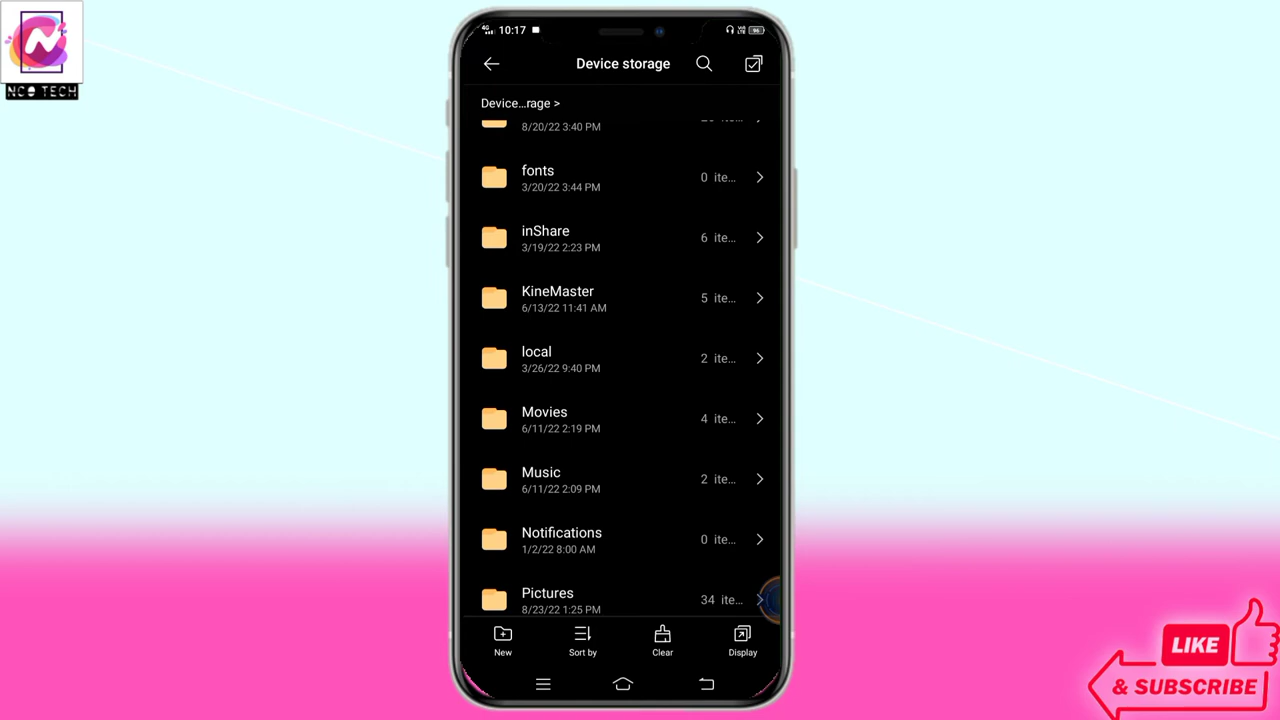 N
NCO TECH
4G 10:17 96
Device storage
Device...rage >
8/20/22 3:40 PM
fonts
3/20/22 3:44 PM
0 ite...
inShare
3/19/22 2:23 PM
6 ite...
KineMaster
6/13/22 11:41 AM
5 ite...
local
3/26/22 9:40 PM
2 ite...
Movies
6/11/22 2:19 PM
4 ite...
Music
6/11/22 2:09 PM
2 ite...
Notifications
1/2/22 8:00 AM
0 ite...
Pictures
8/23/22 1:25 PM
34 ite...
New Sort by Clear Display
LIKE
& SUBSCRIBE